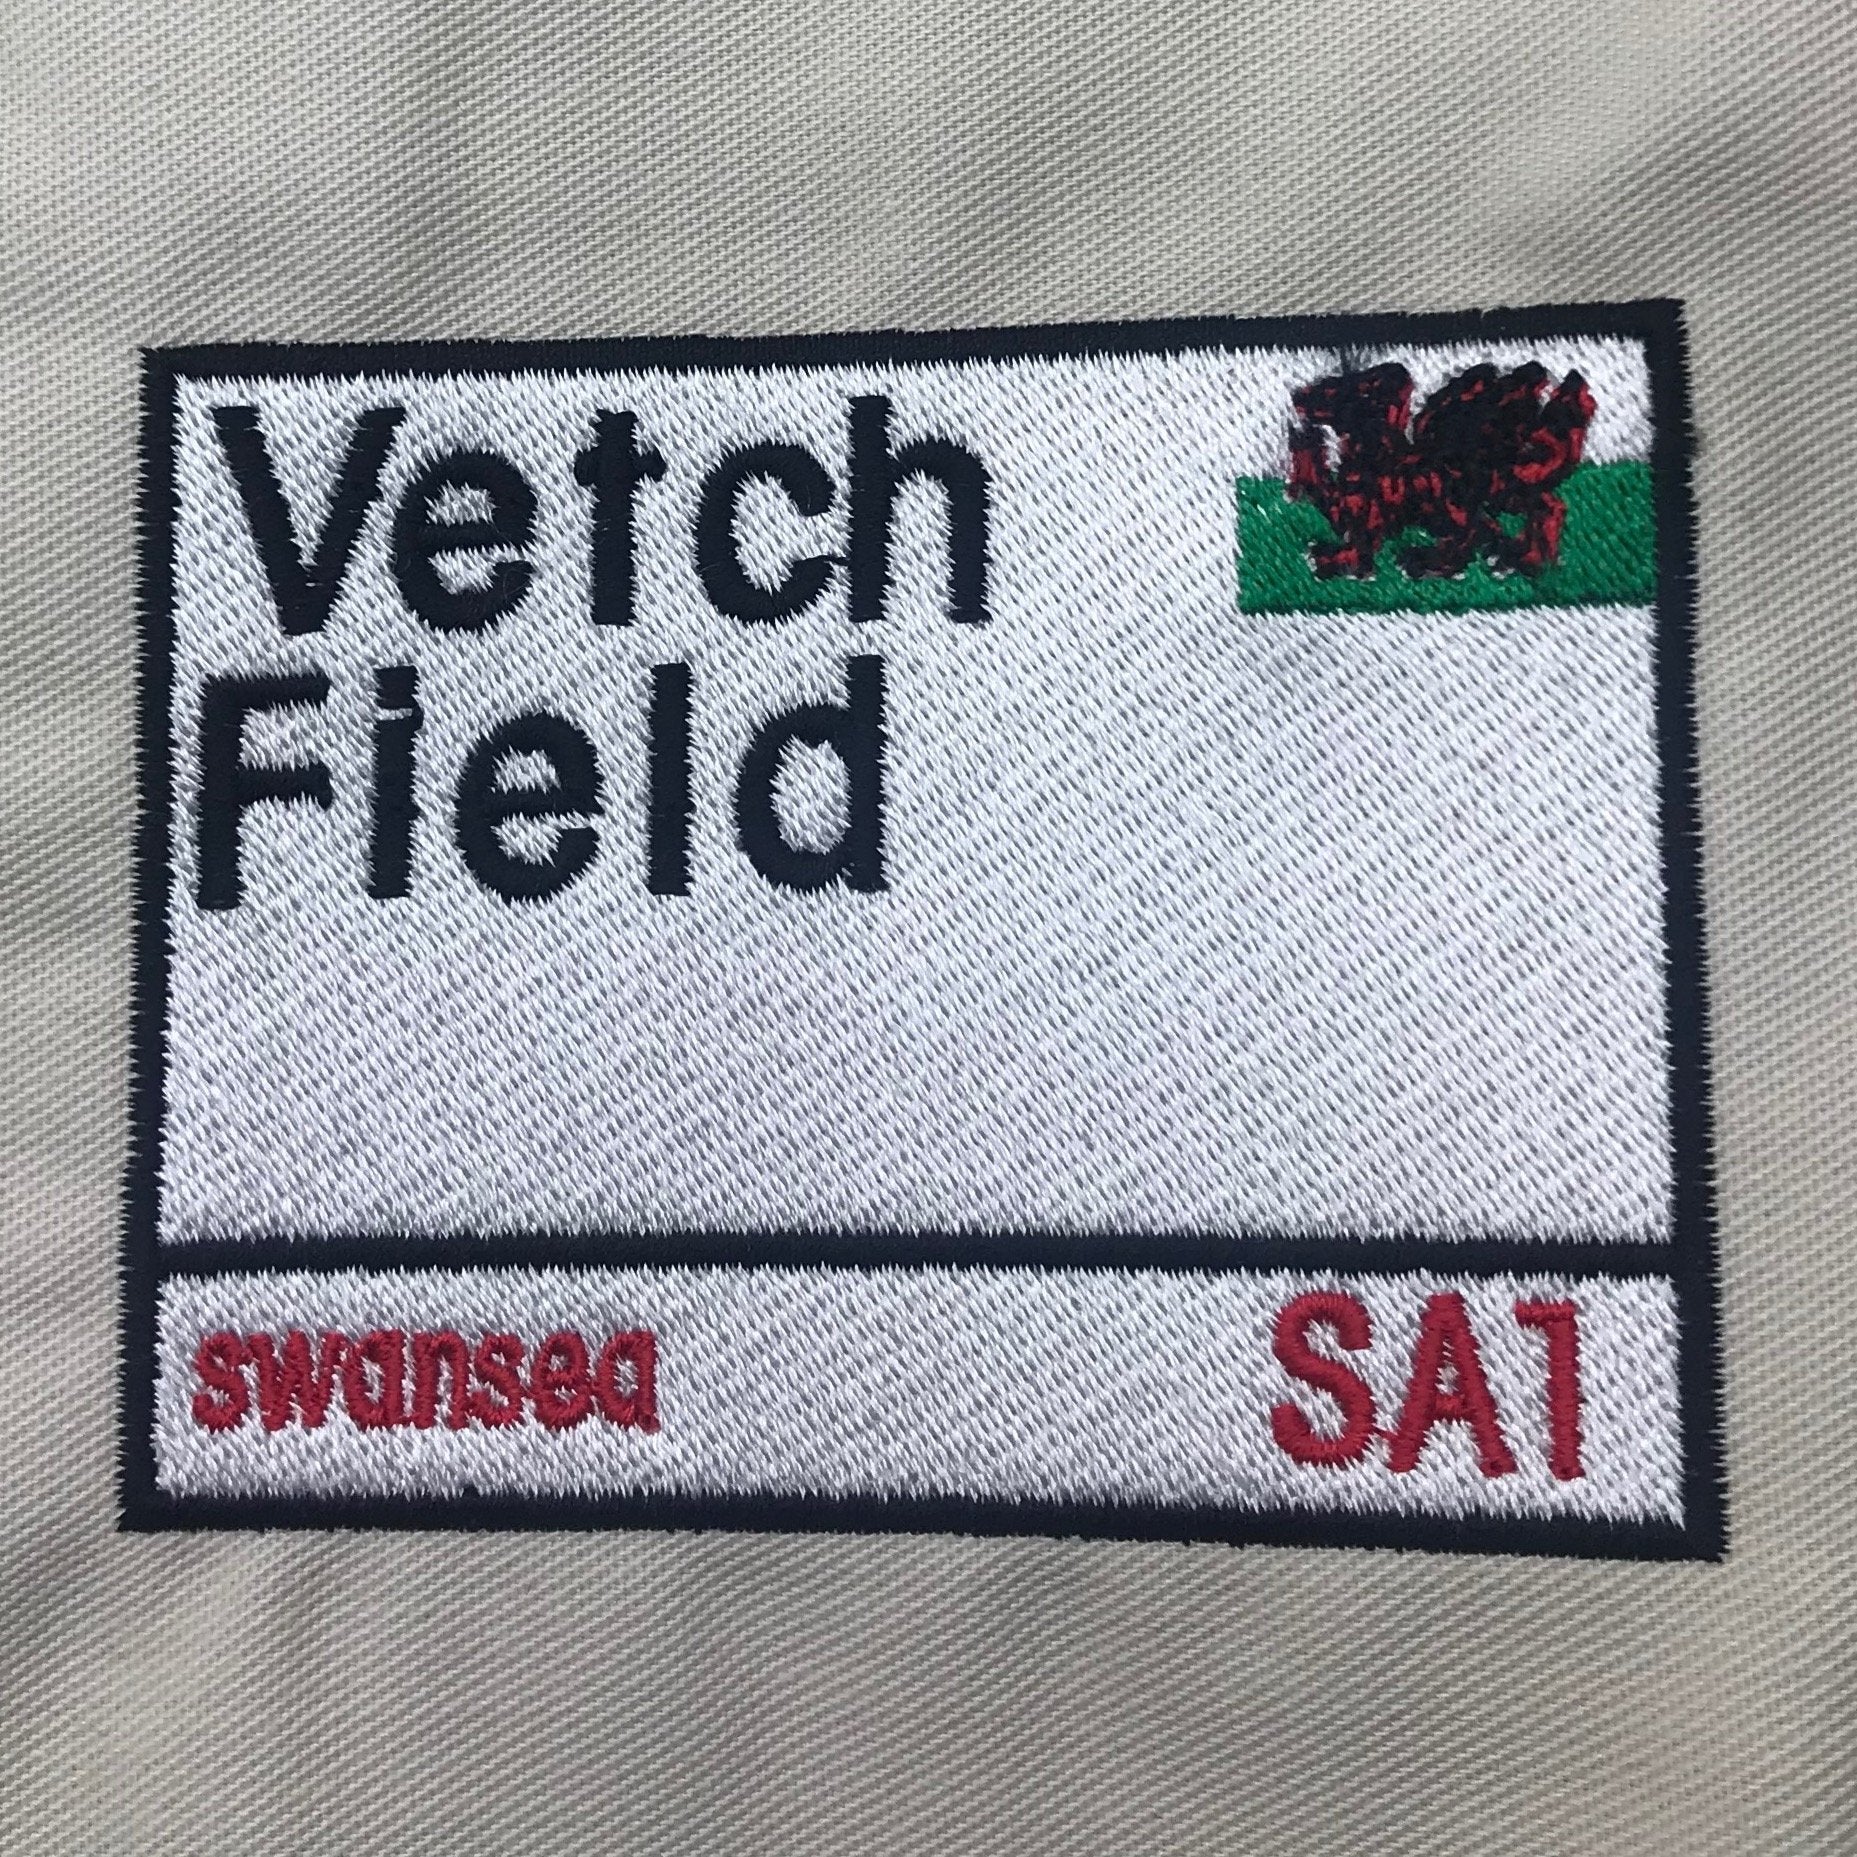 Vetch
Field
swansea SA1